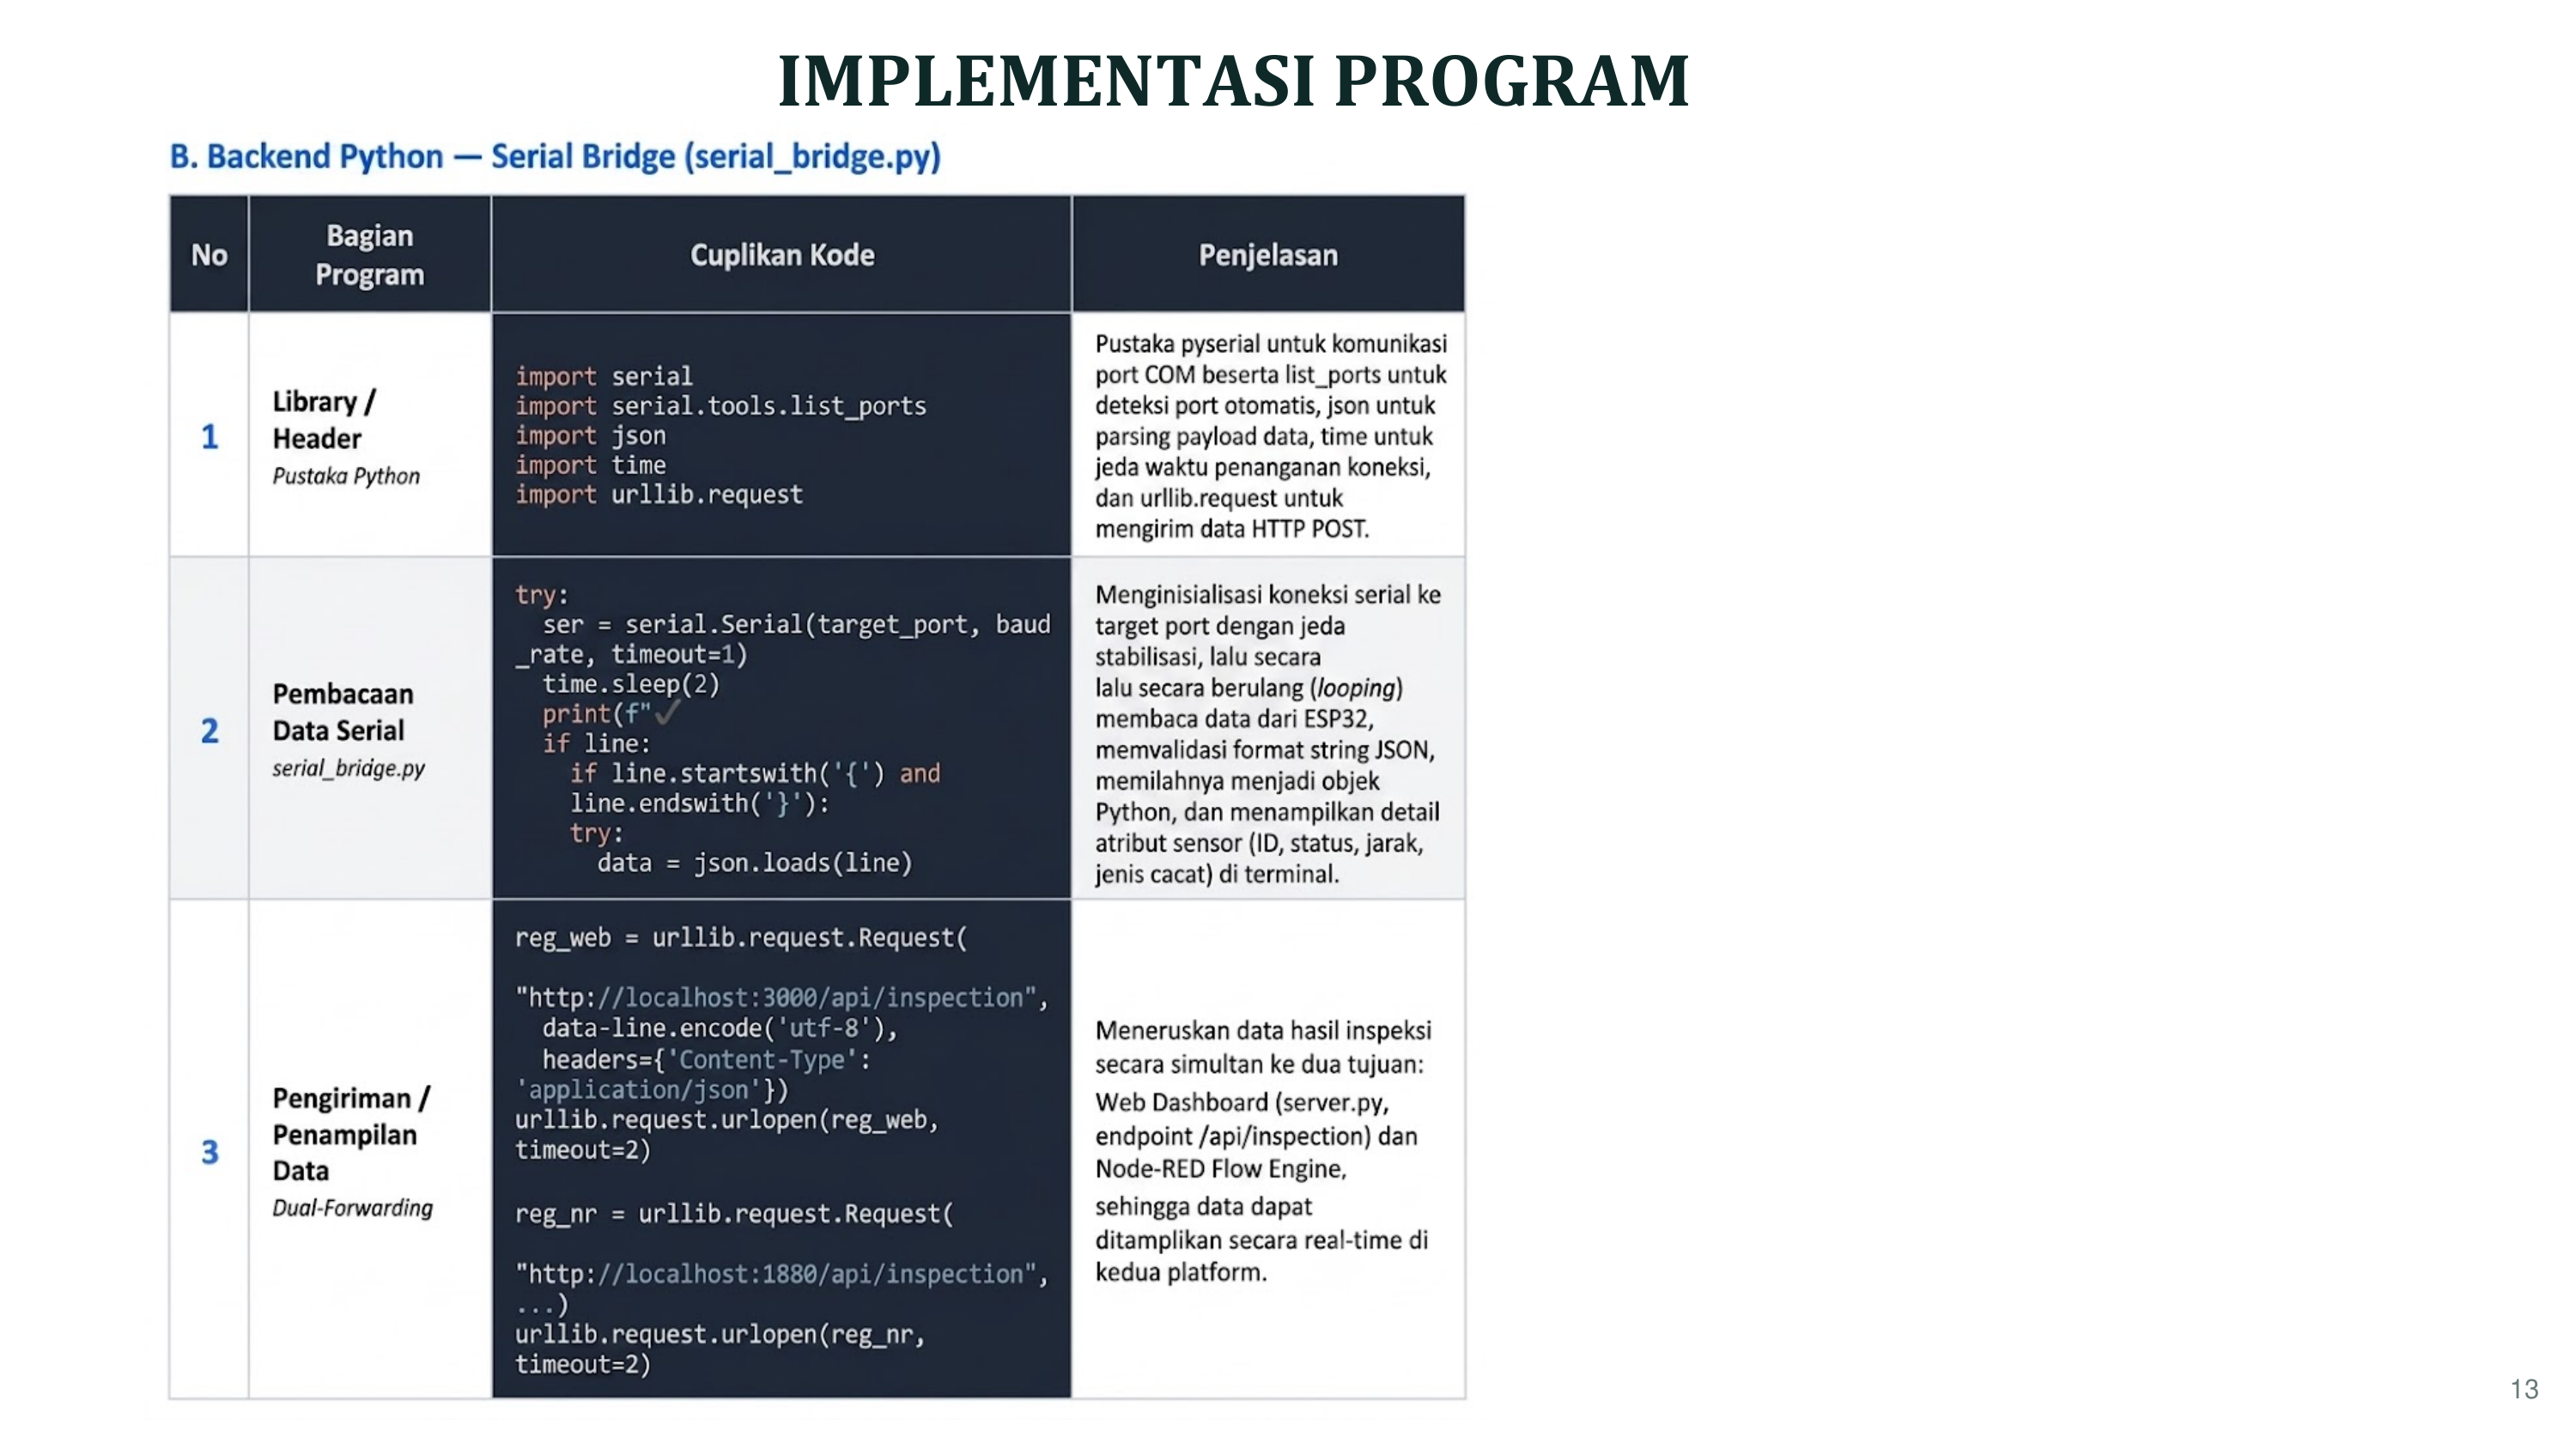 IMPLEMENTASI PROGRAM
B. Backend Python — Serial Bridge (serial_bridge.py)
No
Bagian
Program
Cuplikan Kode
Penjelasan
1
Library /
Header
Pustaka Python
import serial
import serial.tools.list_ports
import json
import time
import urllib.request
Pustaka pyserial untuk komunikasi
port COM beserta list_ports untuk
deteksi port otomatis, json untuk
parsing payload data, time untuk
jeda waktu penanganan koneksi,
dan urllib.request untuk
mengirim data HTTP POST.
2
Pembacaan
Data Serial
serial_bridge.py
try:
ser = serial.Serial(target_port, baud
_rate, timeout=1)
time.sleep(2)
print(f"✓
if line:
if line.startswith('{') and
line.endswith('}'):
try:
data = json.loads(line)
Menginisialisasi koneksi serial ke
target port dengan jeda
stabilisasi, lalu secara
lalu secara berulang (looping)
membaca data dari ESP32,
memvalidasi format string JSON,
memilahnya menjadi objek
Python, dan menampilkan detail
atribut sensor (ID, status, jarak,
jenis cacat) di terminal.
3
Pengiriman /
Penampilan
Data
Dual-Forwarding
reg_web = urllib.request.Request(
"http://localhost:3000/api/inspection",
data-line.encode('utf-8'),
headers={'Content-Type':
'application/json'})
urllib.request.urlopen(reg_web,
timeout=2)
reg_nr = urllib.request.Request(
"http://localhost:1880/api/inspection",
...)
urllib.request.urlopen(reg_nr,
timeout=2)
Meneruskan data hasil inspeksi
secara simultan ke dua tujuan:
Web Dashboard (server.py,
endpoint /api/inspection) dan
Node-RED Flow Engine,
sehingga data dapat
ditamplikan secara real-time di
kedua platform.
13